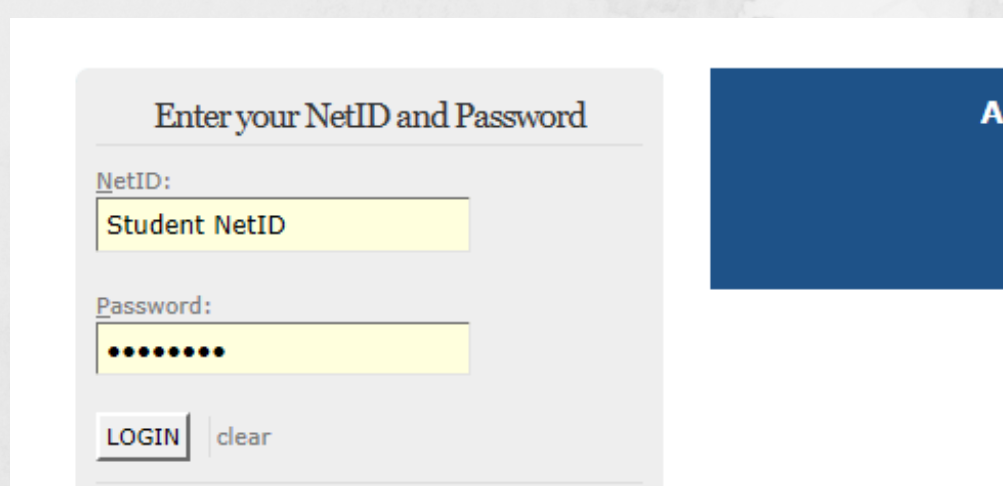 Enter your NetID and Password
A
NetID:
Student NetID
Password:
••••••••
LOGIN
clear